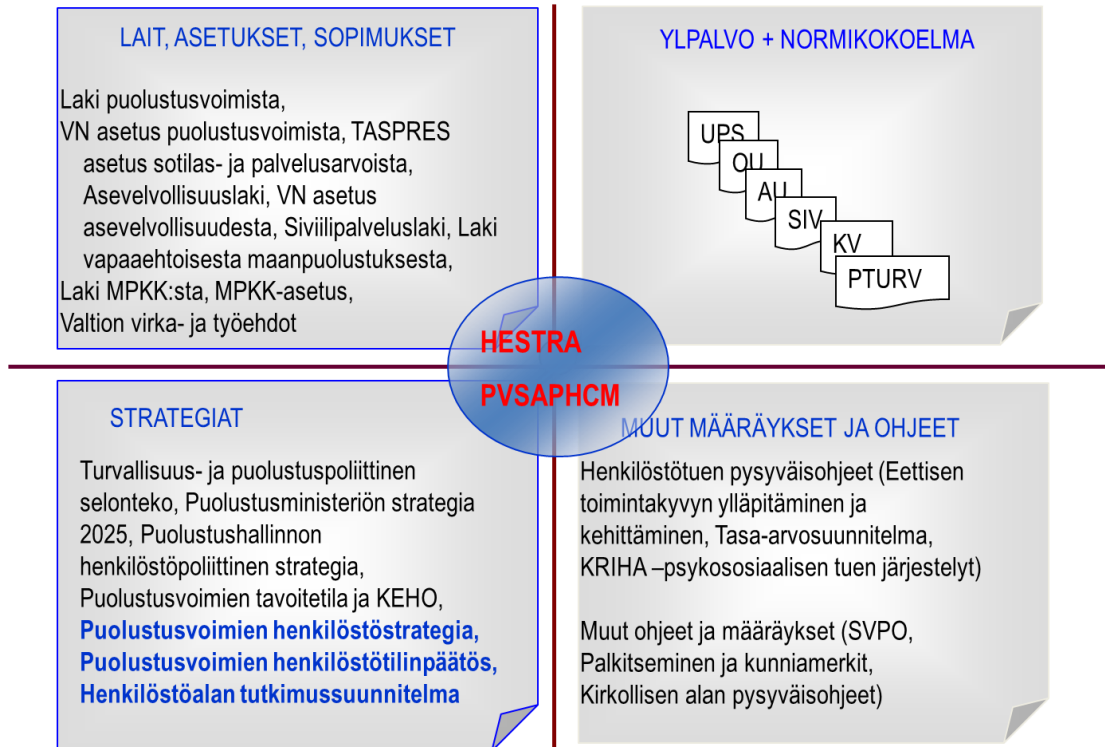 LAIT, ASETUKSET, SOPIMUKSET
Laki puolustusvoimista,
VN asetus puolustusvoimista, TASPRES
asetus sotilas- ja palvelusarvoista,
Asevelvollisuuslaki, VN asetus
asevelvollisuudesta, Siviilipalveluslaki, Laki
vapaaehtoisesta maanpuolustuksesta,
Laki MPKK:sta, MPKK-asetus,
Valtion virka- ja työehdot
YLPALVO + NORMIKOKOELMA
UPS
OU
AU
SIV
KV
PTURV
HESTRA
PVSAPHCM
STRATEGIAT
Turvallisuus- ja puolustuspoliittinen
selonteko, Puolustusministeriön strategia
2025, Puolustushallinnon
henkilöstöpoliittinen strategia,
Puolustusvoimien tavoitetila ja KEHO,
Puolustusvoimien henkilöstöstrategia,
Puolustusvoimien henkilöstötilinpäätös,
Henkilöstöalan tutkimussuunnitelma
MUUT MÄÄRÄYKSET JA OHJEET
Henkilöstötuen pysyväisohjeet (Eettisen
toimintakyvyn ylläpitäminen ja
kehittäminen, Tasa-arvosuunnitelma,
KRIHA –psykososiaalisen tuen järjestelyt)
Muut ohjeet ja määräykset (SVPO,
Palkitseminen ja kunniamerkit,
Kirkollisen alan pysyväisohjeet)